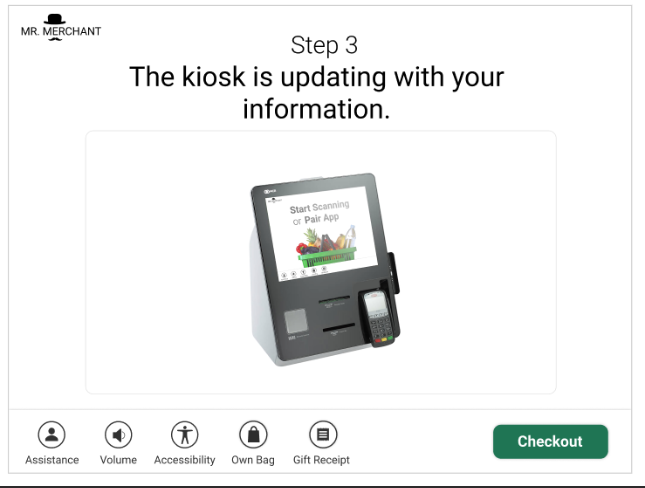 MR. MERCHANT
Step 3
The kiosk is updating with your
information.
Start Scanning
or Pair App
Assistance
Volume
Accessibility
Own Bag
Gift Receipt
Checkout